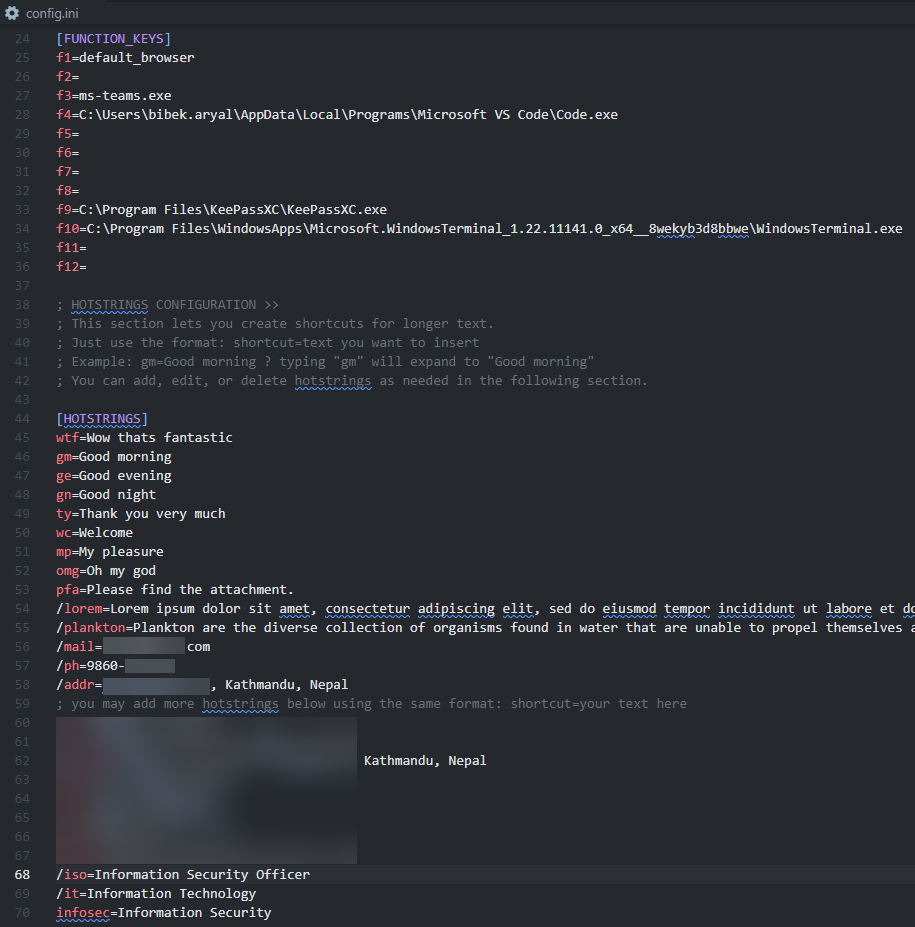 config.ini
24 [FUNCTION_KEYS]
25 f1=default_browser
26 f2=
27 f3=ms-teams.exe
28 f4=C:\Users\bibek.aryal\AppData\Local\Programs\Microsoft VS Code\Code.exe
29 f5=
30 f6=
31 f7=
32 f8=
33 f9=C:\Program Files\KeePassXC\KeePassXC.exe
34 f10=C:\Program Files\WindowsApps\Microsoft.WindowsTerminal_1.22.11141.0_x64__8wekyb3d8bbwe\WindowsTerminal.exe
35 f11=
36 f12=
37
38 ; HOTSTRINGS CONFIGURATION >>
39 ; This section lets you create shortcuts for longer text.
40 ; Just use the format: shortcut=text you want to insert
41 ; Example: gm=Good morning ? typing "gm" will expand to "Good morning"
42 ; You can add, edit, or delete hotstrings as needed in the following section.
43
44 [HOTSTRINGS]
45 wtf=Wow thats fantastic
46 gm=Good morning
47 ge=Good evening
48 gn=Good night
49 ty=Thank you very much
50 wc=Welcome
51 mp=My pleasure
52 omg=Oh my god
53 pfa=Please find the attachment.
54 /lorem=Lorem ipsum dolor sit amet, consectetur adipiscing elit, sed do eiusmod tempor incididunt ut labore et do
55 /plankton=Plankton are the diverse collection of organisms found in water that are unable to propel themselves a
56 /mail= com
57 /ph=9860-
58 /addr= , Kathmandu, Nepal
59 ; you may add more hotstrings below using the same format: shortcut=your text here
60
61
62 Kathmandu, Nepal
63
64
65
66
67
68 /iso=Information Security Officer
69 /it=Information Technology
70 infosec=Information Security